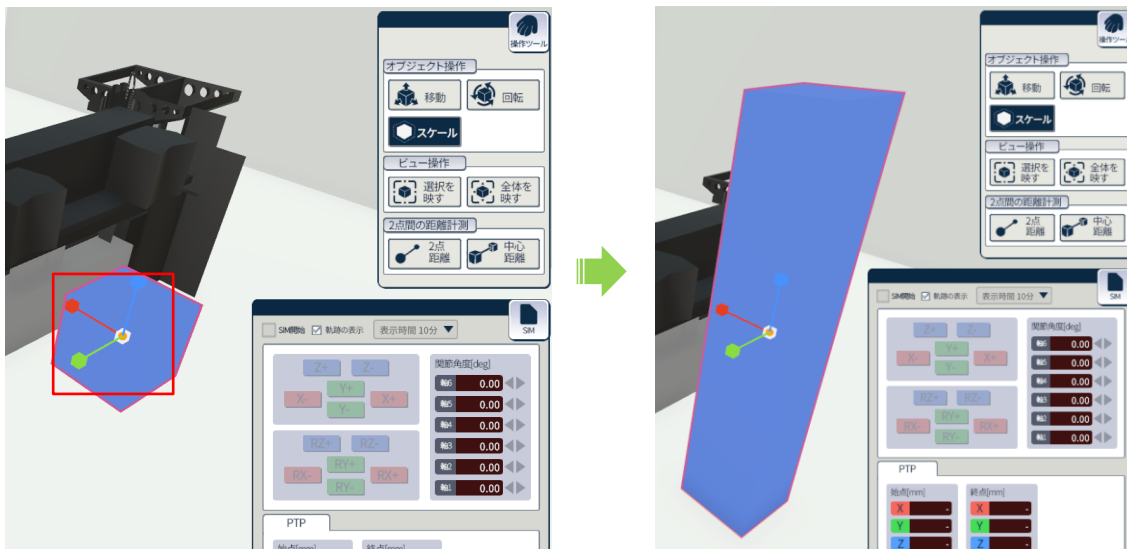 操作ツール
オブジェクト操作
移動
回転
スケール
ビュー操作
選択を
映す
全体を
映す
2点間の距離計測
2点
距離
中心
距離
SIM開始
軌跡の表示
表示時間 10分
SIM
Z+ Z-
Y+
X- X+
Y-
RZ+ RZ-
RY+
RX- RX+
RY-
関節角度[deg]
軸6 0.00
軸5 0.00
軸4 0.00
軸3 0.00
軸2 0.00
軸1 0.00
PTP
始点[mm] 終点[mm]
操作ツール
オブジェクト操作
移動
回転
スケール
ビュー操作
選択を
映す
全体を
映す
2点間の距離計測
2点
距離
中心
距離
SIM開始
軌跡の表示
表示時間 10分
SIM
Z+ Z-
Y+
X- X+
Y-
RZ+ RZ-
RY+
RX- RX+
RY-
関節角度[deg]
軸6 0.00
軸5 0.00
軸4 0.00
軸3 0.00
軸2 0.00
軸1 0.00
PTP
始点[mm] 終点[mm]
X - X -
Y - Y -
Z - Z -